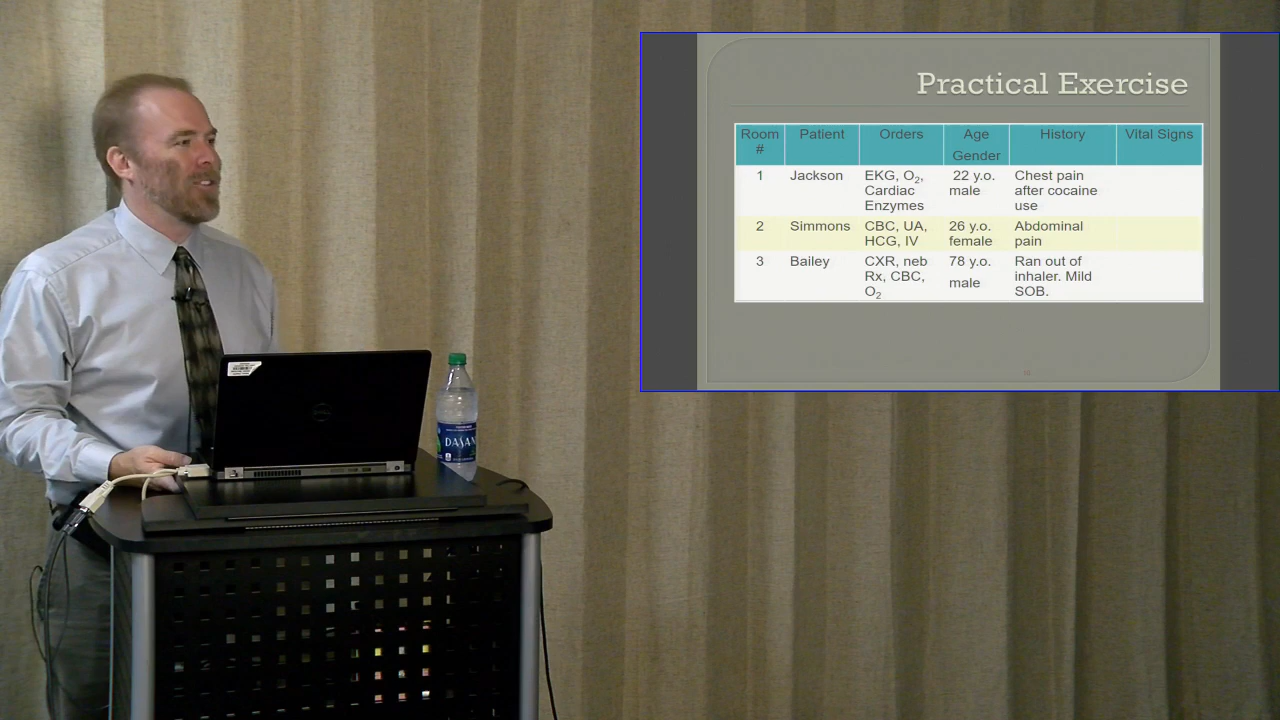 Practical Exercise
Room Patient Orders Age History Vital Signs
# Gender
1 Jackson EKG, O2, 22 y.o. Chest pain
Cardiac male after cocaine
Enzymes use
2 Simmons CBC, UA, 26 y.o. Abdominal
HCG, IV female pain
3 Bailey CXR, neb 78 y.o. Ran out of
Rx, CBC, male inhaler. Mild
O2 SOB.
DASAN